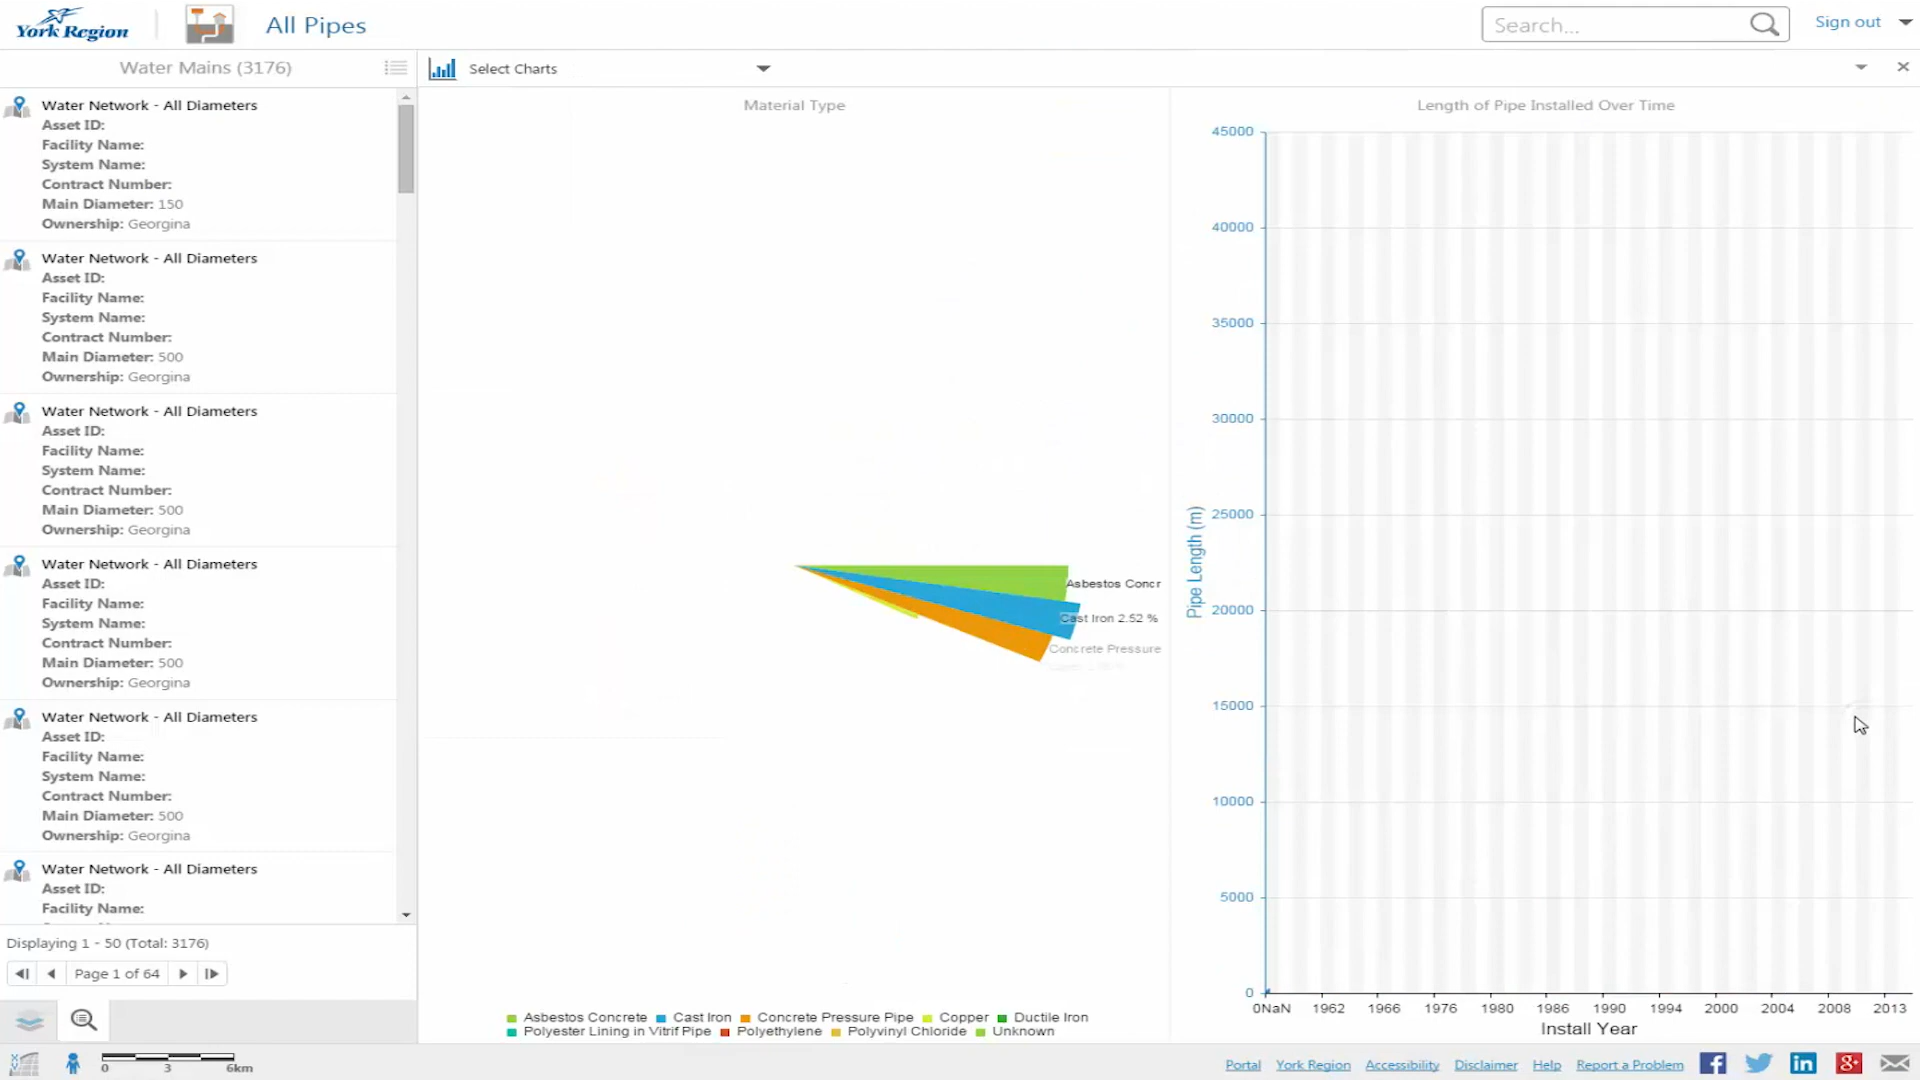 York Region
All Pipes
Search...
Sign out
Water Mains (3176)
Select Charts
Water Network - All Diameters
Asset ID:
Facility Name:
System Name:
Contract Number:
Main Diameter: 150
Ownership: Georgina
Water Network - All Diameters
Asset ID:
Facility Name:
System Name:
Contract Number:
Main Diameter: 500
Ownership: Georgina
Water Network - All Diameters
Asset ID:
Facility Name:
System Name:
Contract Number:
Main Diameter: 500
Ownership: Georgina
Water Network - All Diameters
Asset ID:
Facility Name:
System Name:
Contract Number:
Main Diameter: 500
Ownership: Georgina
Water Network - All Diameters
Asset ID:
Facility Name:
System Name:
Contract Number:
Main Diameter: 500
Ownership: Georgina
Water Network - All Diameters
Asset ID:
Facility Name:
Displaying 1 - 50 (Total: 3176)
Page 1 of 64
Material Type
Asbestos Concr
Cast Iron 2.52 %
Concrete Pressure
Asbestos Concrete Cast Iron Concrete Pressure Pipe Copper Ductile Iron
Polyester Lining in Vitrif Pipe Polyethylene Polyvinyl Chloride Unknown
Length of Pipe Installed Over Time
45000
40000
35000
30000
25000
20000
15000
10000
5000
0
Pipe Length (m)
0NaN 1962 1966 1976 1980 1986 1990 1994 2000 2004 2008 2013
Install Year
0 3 6km
Portal York Region Accessibility Disclaimer Help Report a Problem